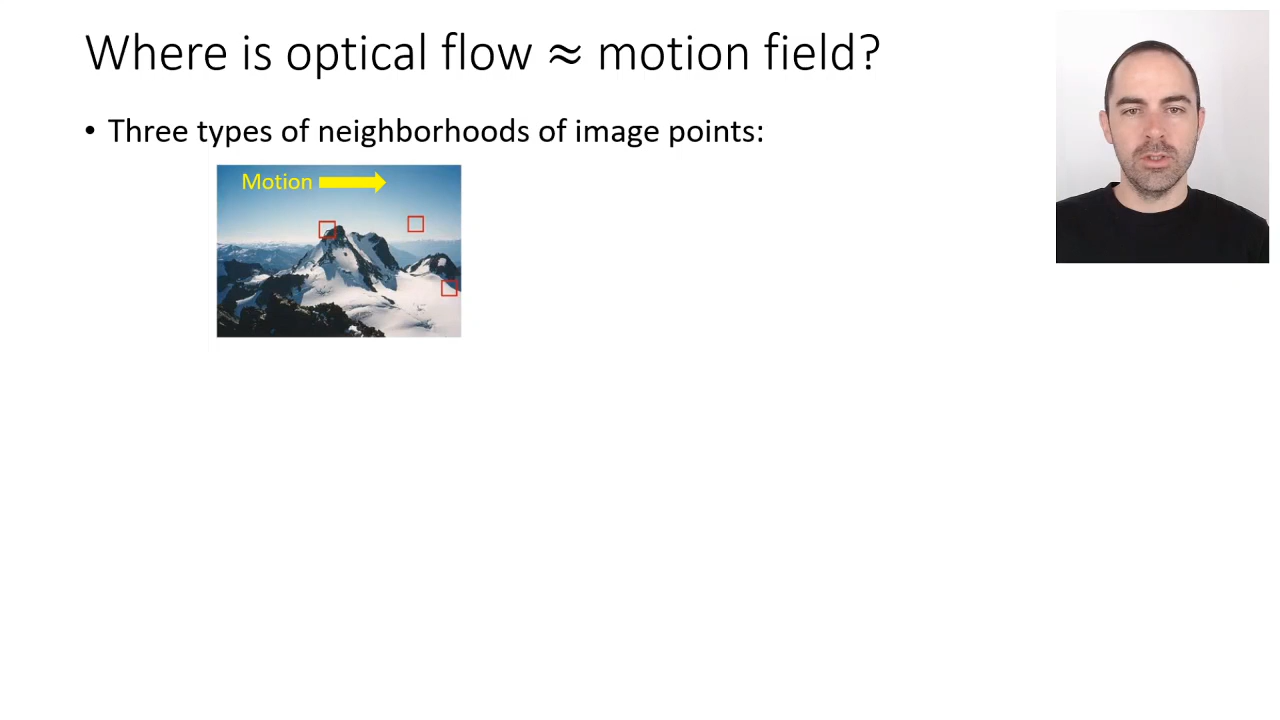 Where is optical flow ≈ motion field?
• Three types of neighborhoods of image points:
Motion